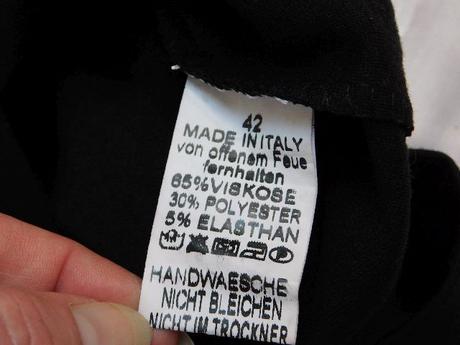 42
MADE IN ITALY
von offenem Feue
fernhalten
65% VISKOSE
30% POLYESTER
5% ELASTHAN
HANDWAESCHE
NICHT BLEICHEN
NICHT IM TROCKNER